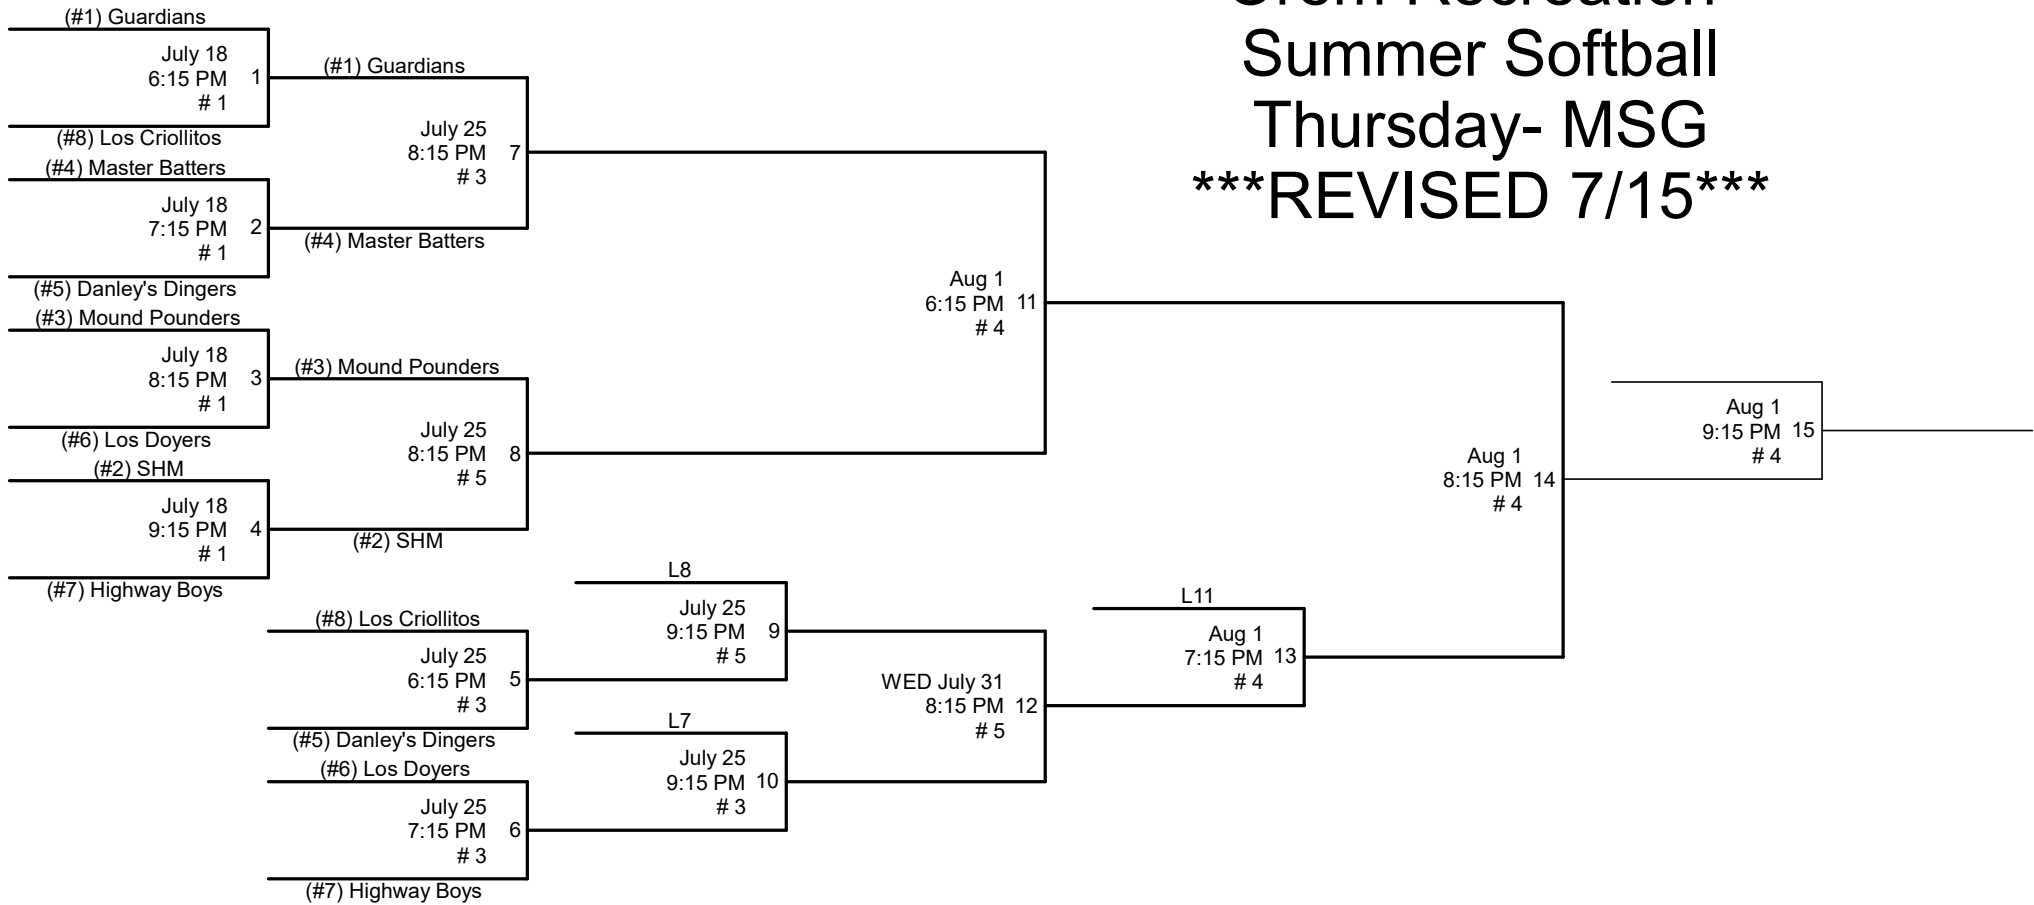 Summer Softball
Thursday- MSG
***REVISED 7/15***
(#1) Guardians
July 18
6:15 PM 1
# 1
(#8) Los Criollitos
(#4) Master Batters
July 18
7:15 PM 2
# 1
(#5) Danley's Dingers
(#3) Mound Pounders
July 18
8:15 PM 3
# 1
(#6) Los Doyers
(#2) SHM
July 18
9:15 PM 4
# 1
(#7) Highway Boys
(#1) Guardians
July 25
8:15 PM 7
# 3
(#4) Master Batters
(#3) Mound Pounders
July 25
8:15 PM 8
# 5
(#2) SHM
(#8) Los Criollitos
July 25
6:15 PM 5
# 3
(#5) Danley's Dingers
(#6) Los Doyers
July 25
7:15 PM 6
# 3
(#7) Highway Boys
L8
July 25
9:15 PM 9
# 5
L7
July 25
9:15 PM 10
# 3
Aug 1
6:15 PM 11
# 4
WED July 31
8:15 PM 12
# 5
L11
Aug 1
7:15 PM 13
# 4
Aug 1
8:15 PM 14
# 4
Aug 1
9:15 PM 15
# 4